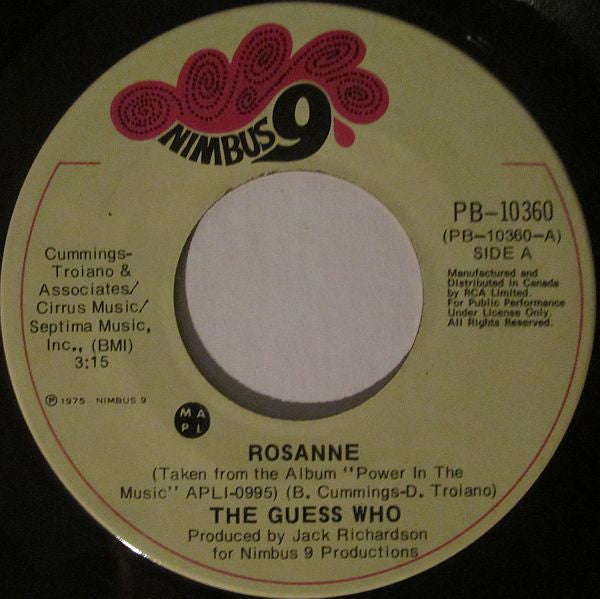 NIMBUS 9
PB-10360
(PB-10360-A)
SIDE A
Manufactured and
Distributed in Canada
by RCA Limited.
For Public Performance
Under License Only.
All Rights Reserved.
Cummings-
Troiano &
Associates/
Cirrus Music/
Septima Music,
Inc., (BMI)
3:15
℗ 1975 NIMBUS 9
M A
P L
ROSANNE
(Taken from the Album "Power In The
Music" APLI-0995) (B. Cummings-D. Troiano)
THE GUESS WHO
Produced by Jack Richardson
for Nimbus 9 Productions